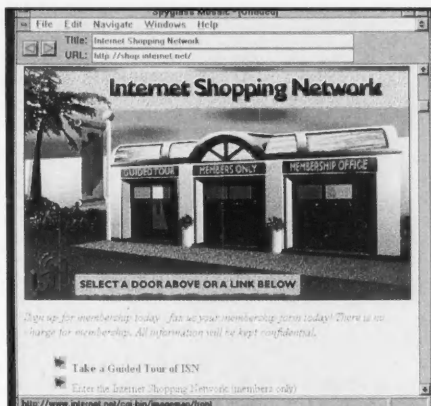 Spyglass Mosaic - [Untitled]
File Edit Navigate Windows Help
Title: Internet Shopping Network
URL: http://shop.internet.net/
Internet Shopping Network
GUIDED TOUR
MEMBERS ONLY
MEMBERSHIP OFFICE
SELECT A DOOR ABOVE OR A LINK BELOW
Sign up for membership today - fax us your membership form today! There is no
charge for membership. All information will be kept confidential.
Take a Guided Tour of ISN
Enter the Internet Shopping Network (members only)
http://www.internet.net/cgi-bin/imagemap/front